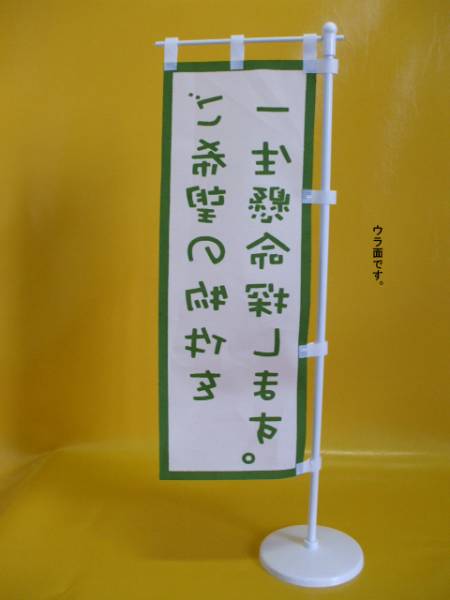 ご希望の物件を
一生懸命探します。
ウラ面です。